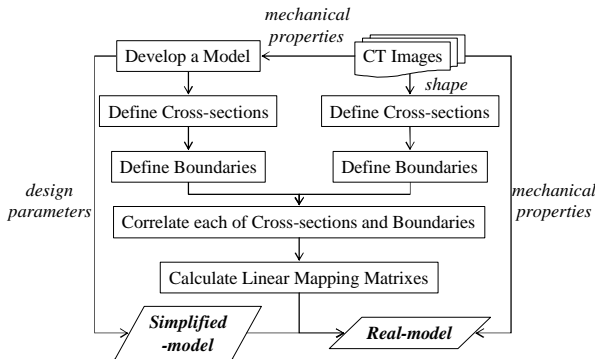 mechanical
properties
Develop a Model
CT Images
shape
Define Cross-sections
Define Cross-sections
Define Boundaries
Define Boundaries
design
parameters
mechanical
properties
Correlate each of Cross-sections and Boundaries
Calculate Linear Mapping Matrixes
Simplified
-model
Real-model